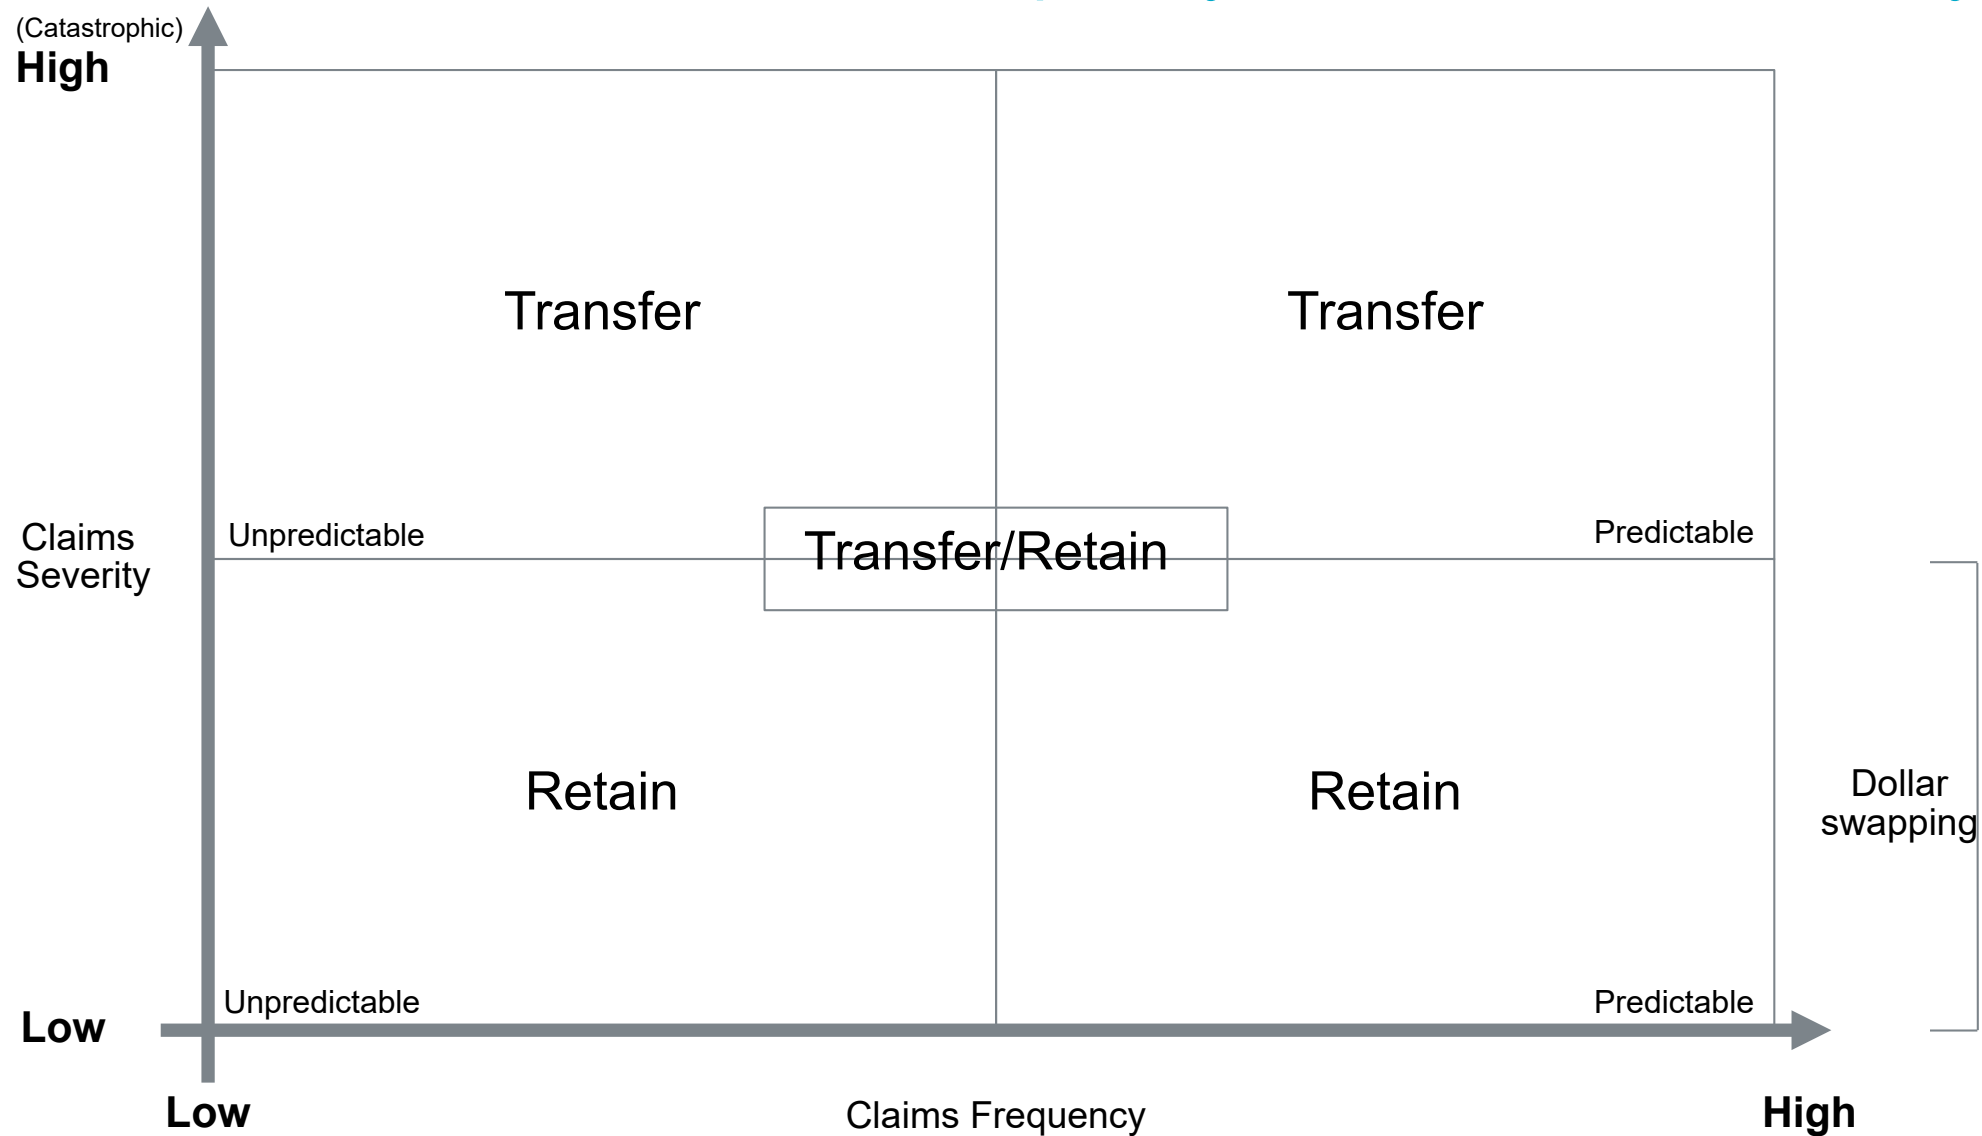 (Catastrophic)
High
Transfer
Transfer
Claims
Severity
Unpredictable
Transfer/Retain
Predictable
Retain
Retain
Dollar
swapping
Unpredictable
Predictable
Low
Low
Claims Frequency
High